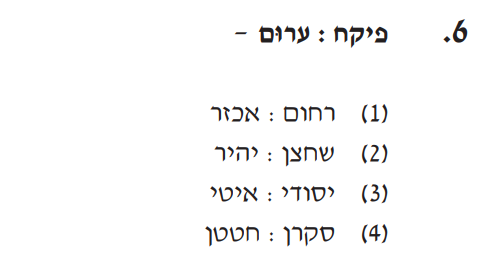 6. פיקח : ערום –
(1) רחום : אכזר
(2) שחצן : יהיר
(3) יסודי : איטי
(4) סקרן : חטטן